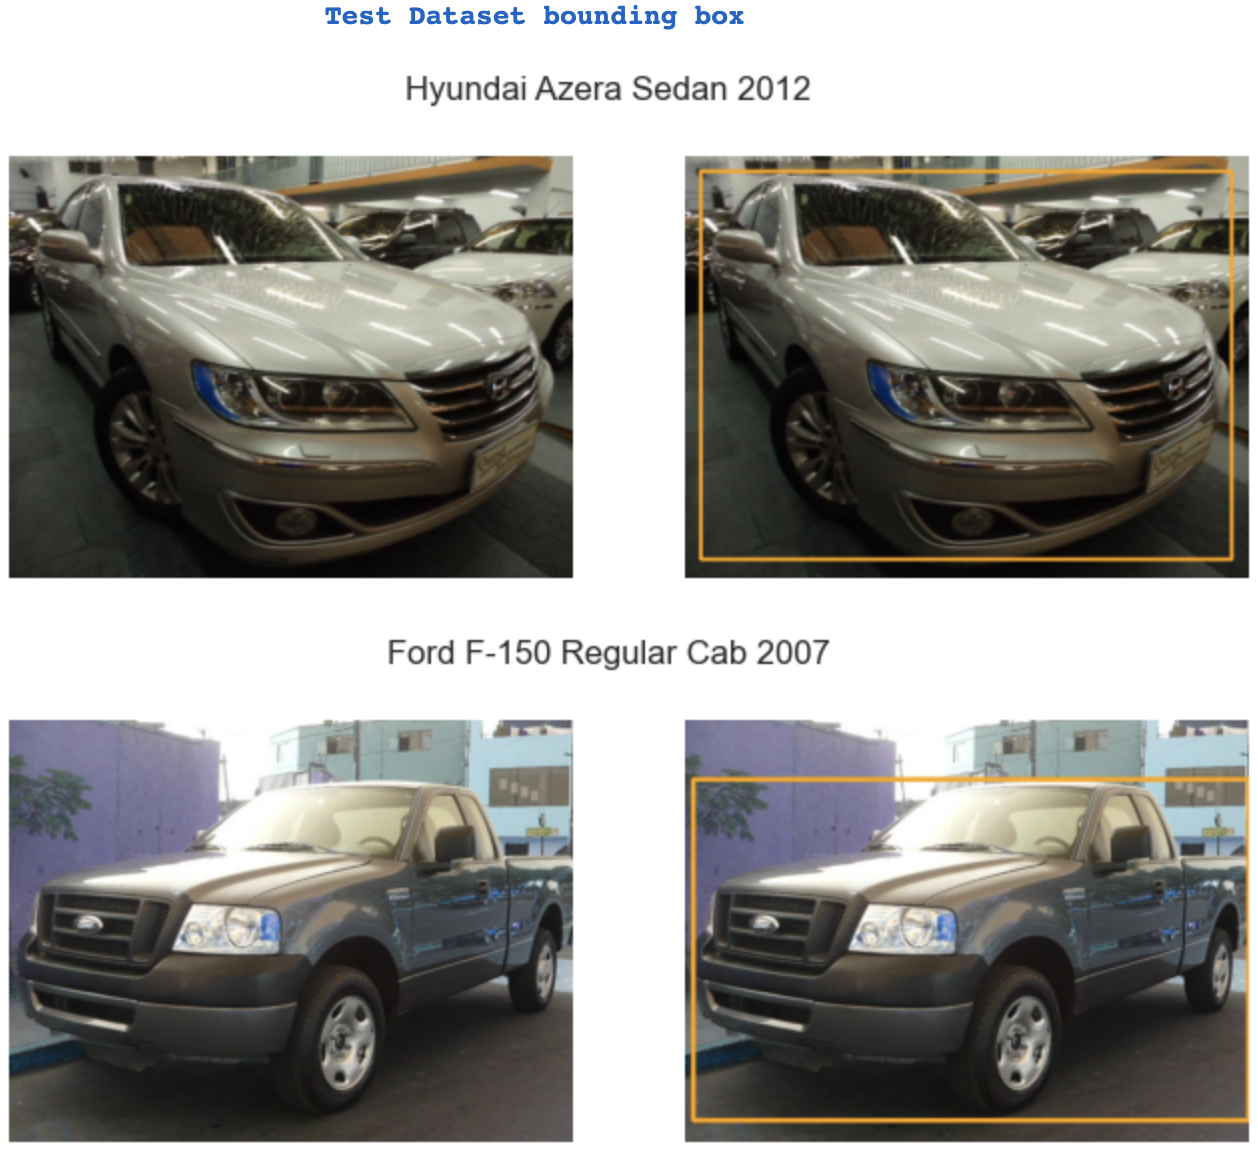 Test Dataset bounding box
Hyundai Azera Sedan 2012
Ford F-150 Regular Cab 2007